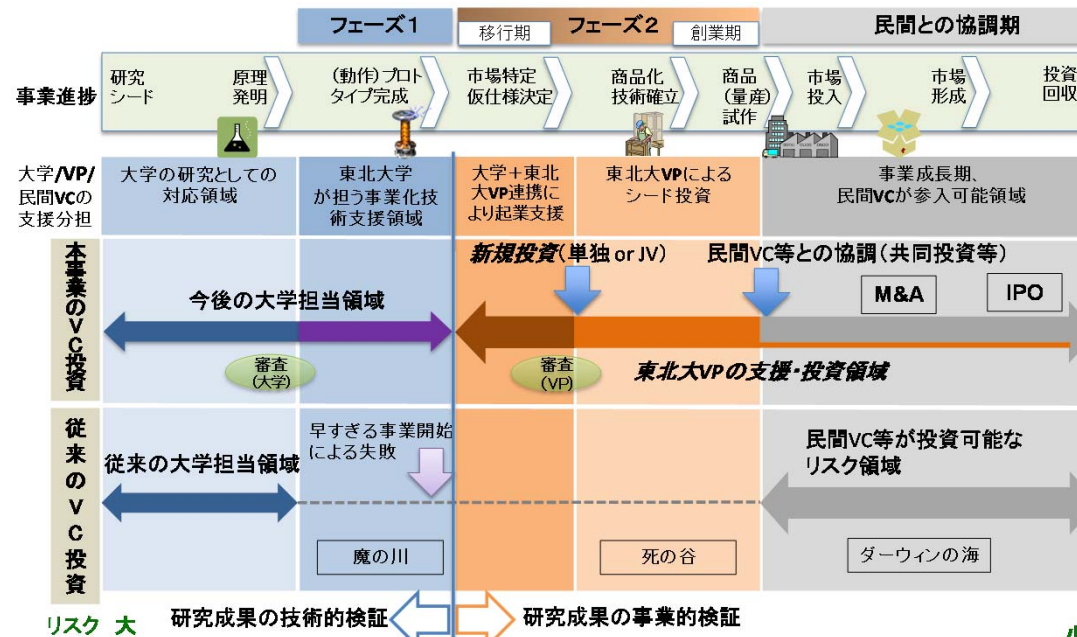 フェーズ1
移行期
フェーズ2
創業期
民間との協調期
事業進捗
研究
シード
原理
発明
(動作)プロト
タイプ完成
市場特定
仮仕様決定
商品化
技術確立
商品
(量産)
試作
市場
投入
市場
形成
投資
回収
大学/VP/
民間VCの
支援分担
大学の研究としての
対応領域
東北大学
が担う事業化技
術支援領域
大学+東北
大VP連携に
より起業支援
東北大VPによる
シード投資
事業成長期、
民間VCが参入可能領域
本事業のVC投資
新規投資(単独 or JV)
民間VC等との協調(共同投資等)
今後の大学担当領域
M&A
IPO
審査
(大学)
審査
(VP)
東北大VPの支援・投資領域
従来のVC投資
早すぎる事業開始
による失敗
従来の大学担当領域
民間VC等が投資可能な
リスク領域
魔の川
死の谷
ダーウィンの海
リスク 大
研究成果の技術的検証
研究成果の事業的検証